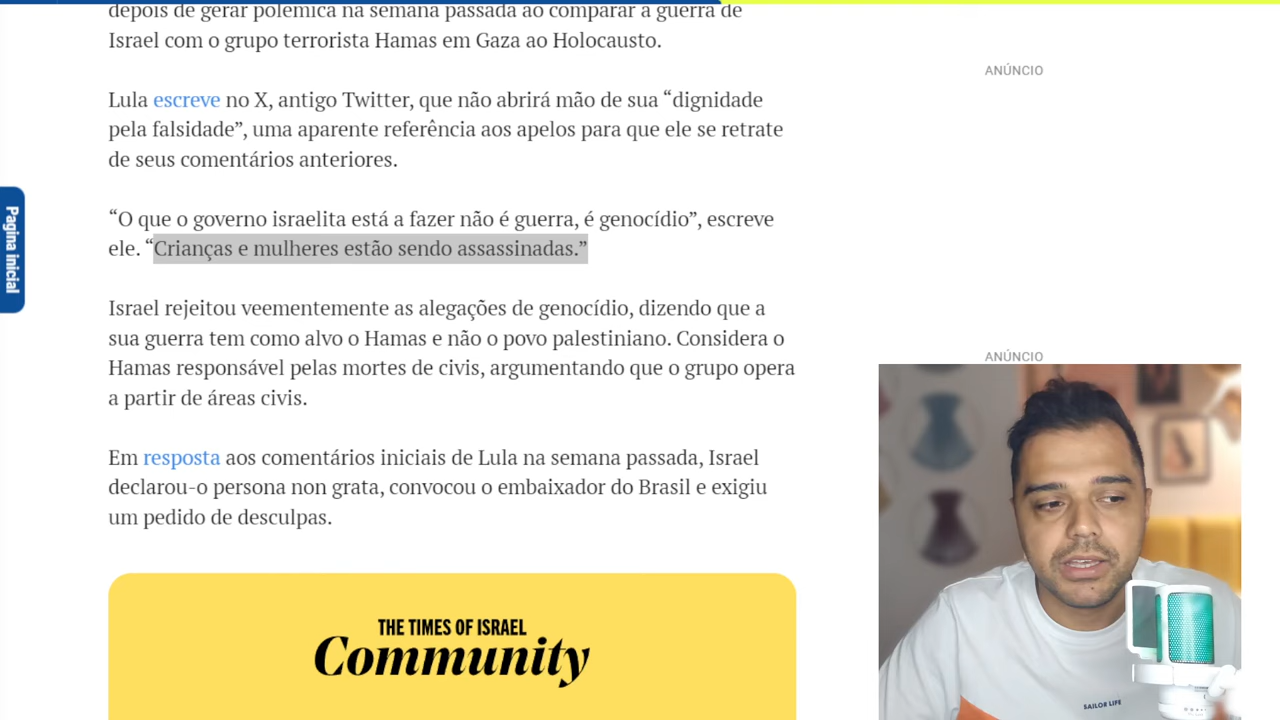 depois de gerar polêmica na semana passada ao comparar a guerra de
Israel com o grupo terrorista Hamas em Gaza ao Holocausto.
ANÚNCIO
Lula escreve no X, antigo Twitter, que não abrirá mão de sua “dignidade
pela falsidade”, uma aparente referência aos apelos para que ele se retrate
de seus comentários anteriores.
Pagina inicial
“O que o governo israelita está a fazer não é guerra, é genocídio”, escreve
ele. “Crianças e mulheres estão sendo assassinadas.”
Israel rejeitou veementemente as alegações de genocídio, dizendo que a
sua guerra tem como alvo o Hamas e não o povo palestiniano. Considera o
Hamas responsável pelas mortes de civis, argumentando que o grupo opera
a partir de áreas civis.
ANÚNCIO
Em resposta aos comentários iniciais de Lula na semana passada, Israel
declarou-o persona non grata, convocou o embaixador do Brasil e exigiu
um pedido de desculpas.
THE TIMES OF ISRAEL
Community
SAILOR LIFE